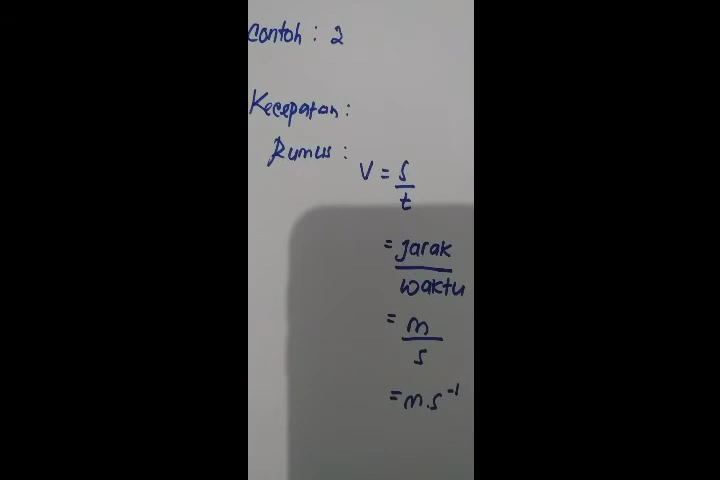 Contoh : 2
Kecepatan :
Rumus :
V = s/t
= jarak/waktu
= m/s
= m.s⁻¹